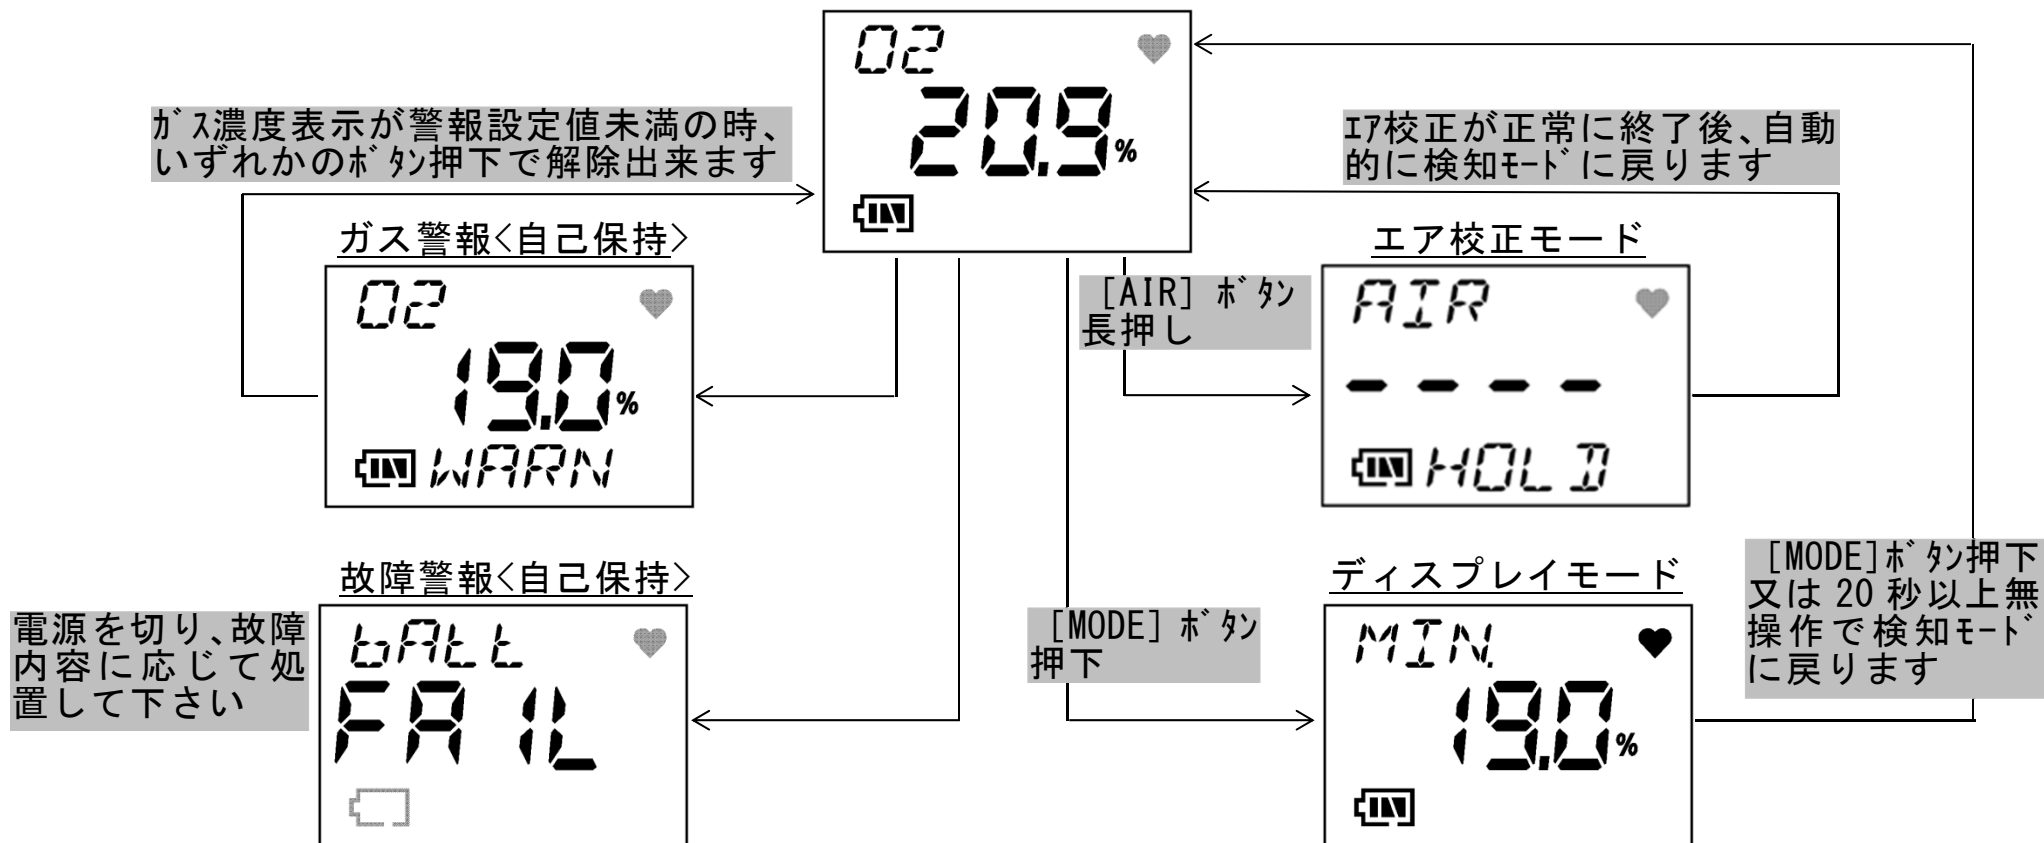 O2
20.9%
ガス濃度表示が警報設定値未満の時、
いずれかのボタン押下で解除出来ます
エア校正が正常に終了後、自動
的に検知モードに戻ります
ガス警報<自己保持>
O2
19.0%
WARN
[AIR] ボタン
長押し
エア校正モード
AIR
----
HOLD
故障警報<自己保持>
電源を切り、故障
内容に応じて処
置して下さい
bAtt
FAIL
[MODE] ボタン
押下
ディスプレイモード
MIN.
19.0%
[MODE]ボタン押下
又は 20 秒以上無
操作で検知モード
に戻ります